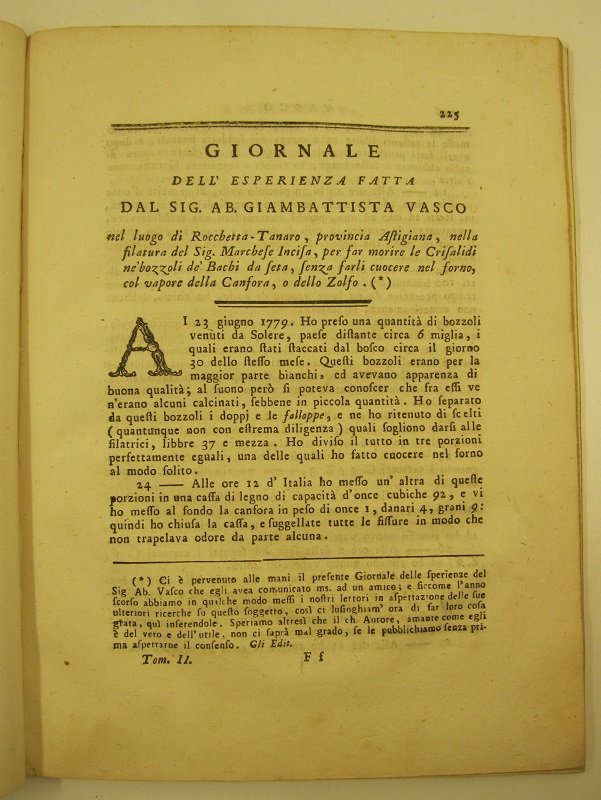 225
GIORNALE
DELL' ESPERIENZA FATTA
DAL SIG. AB. GIAMBATTISTA VASCO
nel luogo di Rocchetta-Tanaro, provincia Aſtigiana, nella
filatura del Sig. Marcheſe Inciſa, per far morire le Criſalidi
ne'bozzoli de' Bachi da ſeta, ſenza farli cuocere nel forno,
col vapore della Canfora, o dello Zolfo. (*)
AI 23 giugno 1779. Ho preſo una quantità di bozzoli
venuti da Solere, paeſe diſtante circa 6 miglia, i
quali erano ſtati ſtaccati dal boſco circa il giorno
30 dello ſteſſo meſe. Queſti bozzoli erano per la
maggior parte bianchi, ed avevano apparenza di
buona qualità; al ſuono però ſi poteva conoſcer che fra eſſi ve
n'erano alcuni calcinati, ſebbene in piccola quantità. Ho ſeparato
da queſti bozzoli i doppj e le falloppe, e ne ho ritenuto di ſcelti
(quantunque non con eſtrema diligenza) quali ſogliono darſi alle
filatrici, libbre 37 e mezza. Ho diviſo il tutto in tre porzioni
perfettamente eguali, una delle quali ho fatto cuocere nel forno
al modo ſolito.
24 — Alle ore 12 d' Italia ho meſſo un' altra di queſte
porzioni in una caſſa di legno di capacità d'once cubiche 92, e vi
ho meſſo al fondo la canfora in peſo di once 1, danari 4, grani 9:
quindi ho chiuſa la caſſa, e ſuggellate tutte le fiſſure in modo che
non trapelava odore da parte alcuna.
(*) Ci è pervenuto alle mani il preſente Giornale delle ſperienze del
Sig Ab. Vaſco che egli avea comunicato ms. ad un amico; e ſiccome l'anno
ſcorſo abbiamo in qualche modo meſſi i noſtri lettori in aſpettazione delle ſue
ulteriori ricerche ſu queſto ſoggetto, così ci luſinghiam' ora di far loro coſa
grata, quì inſerendole. Speriamo altresì che il ch. Autore, amante come egli
è del vero e dell'utile, non ci ſaprà mal grado, ſe le pubblichiamo ſenza pri-
ma aſpettarne il conſenſo. Gli Edit.
Tom. II. F f